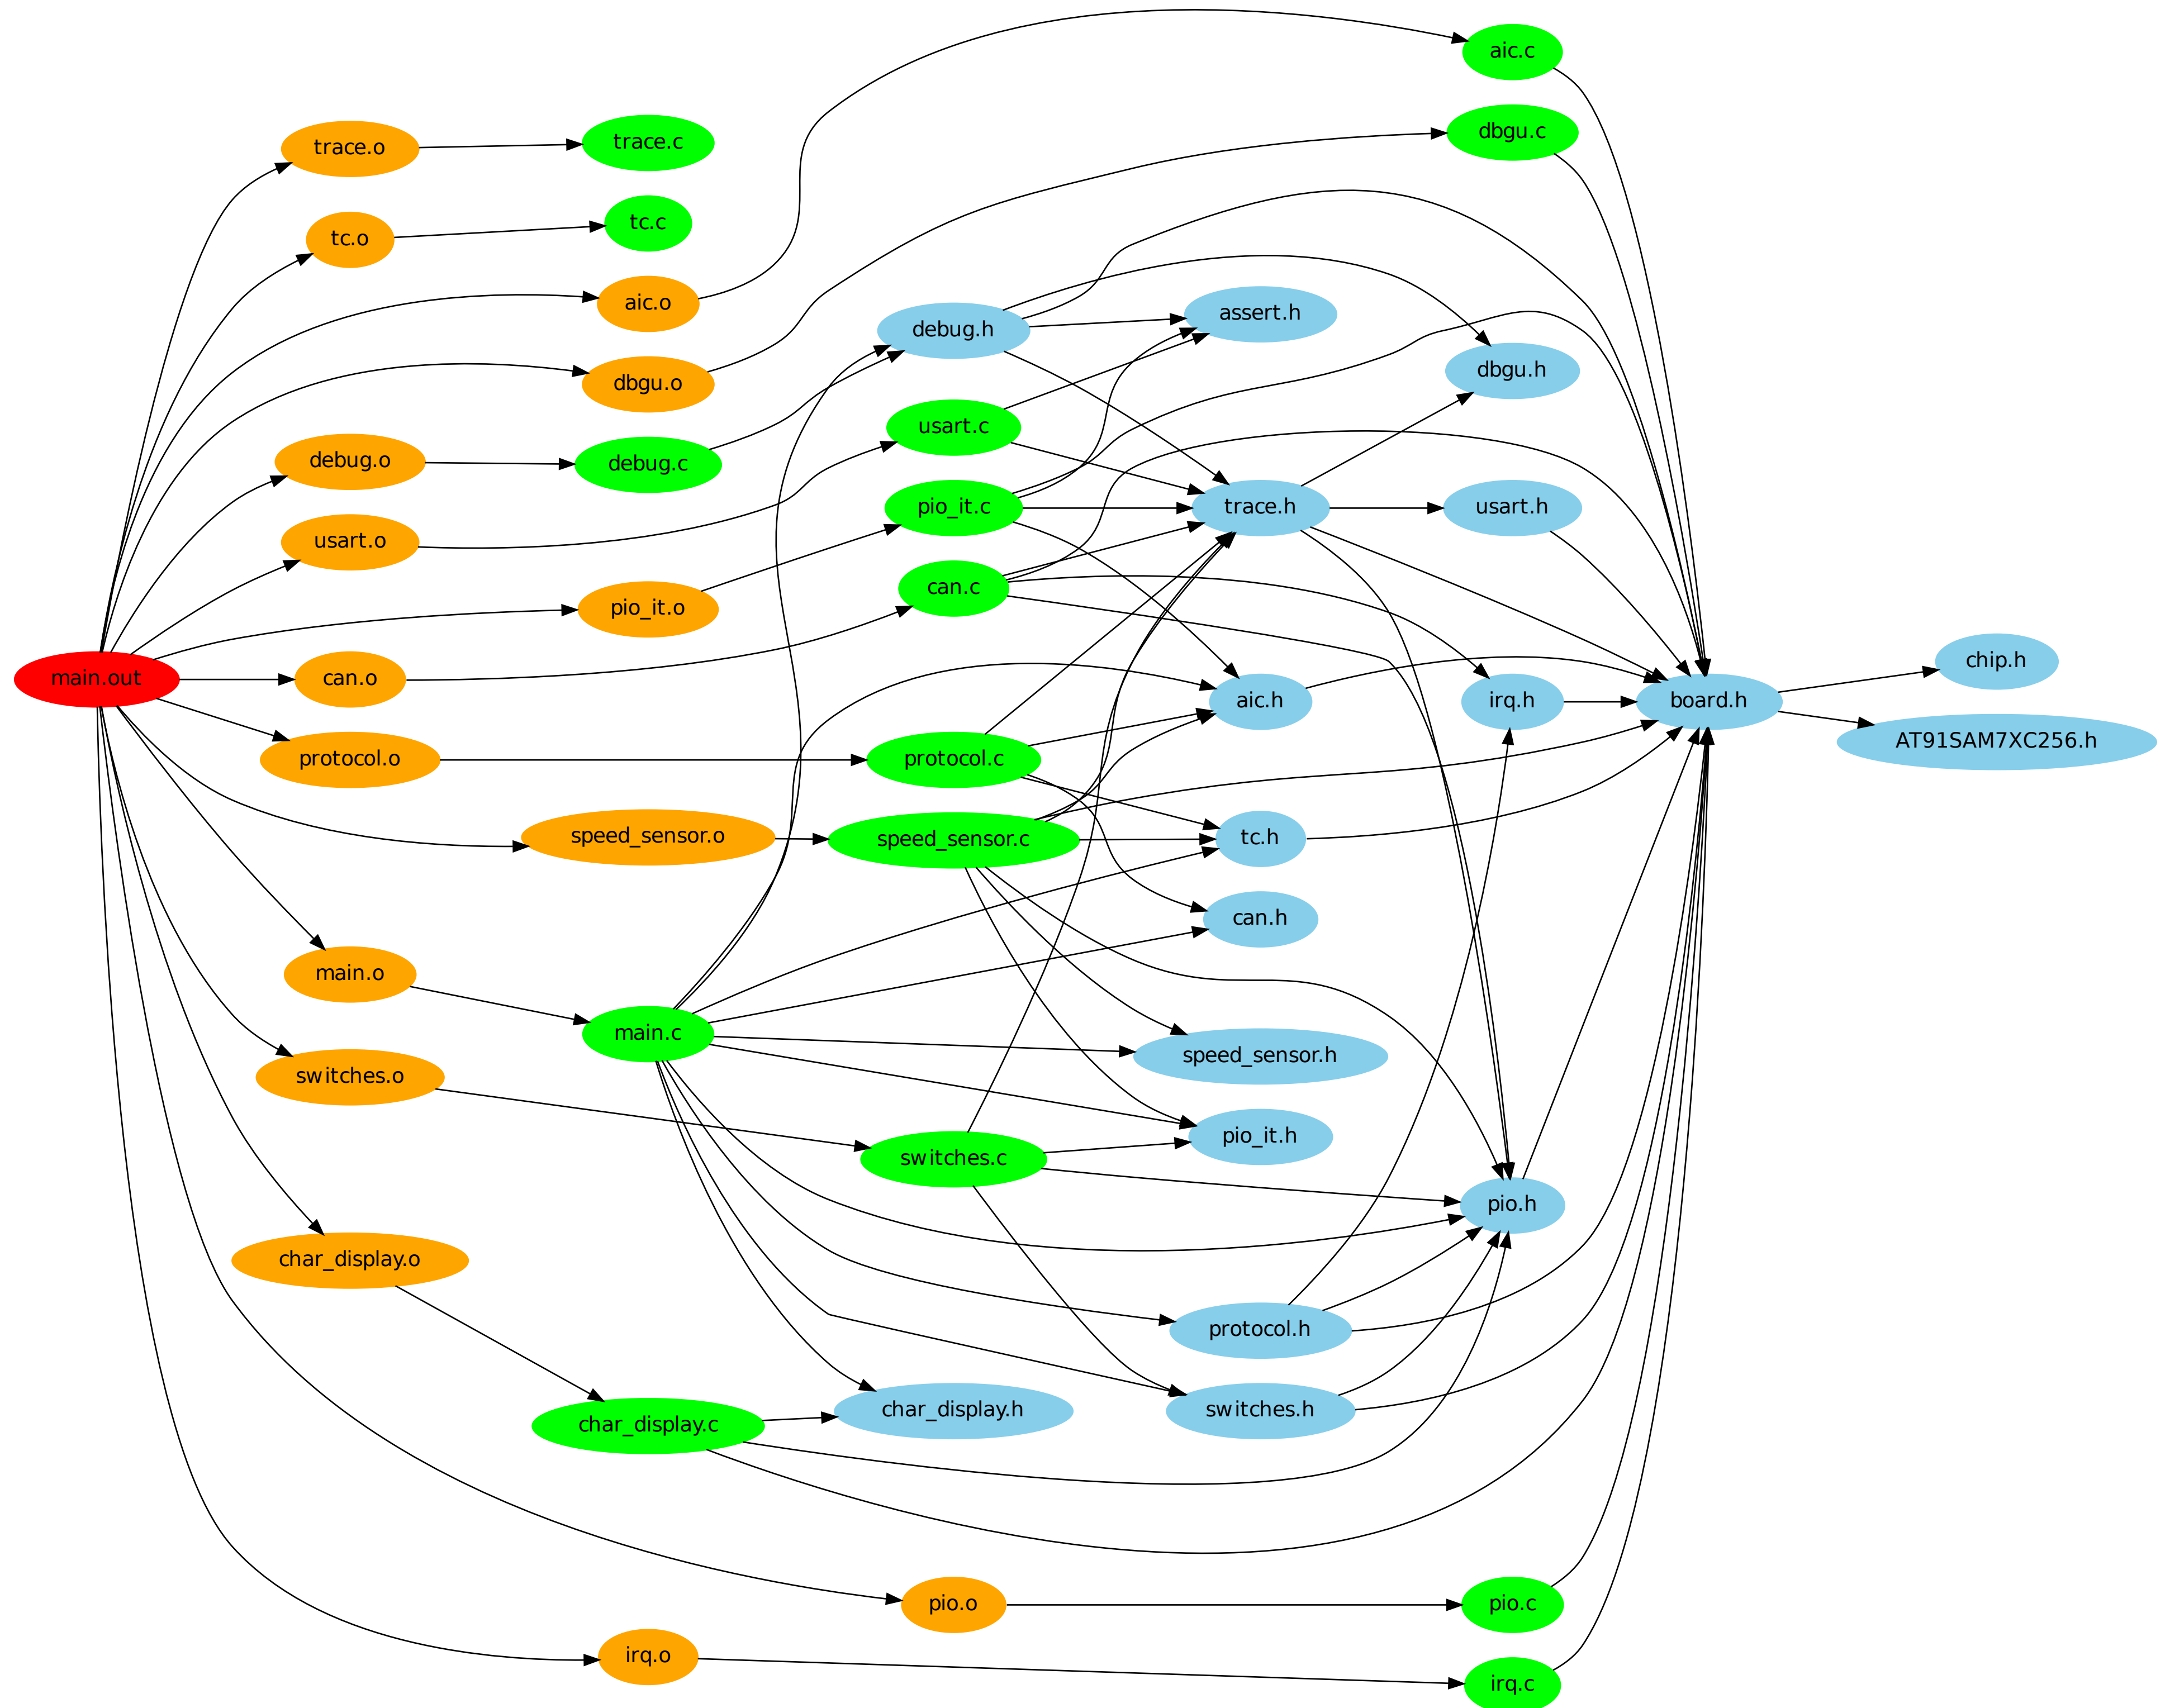 aic.c
dbgu.c
trace.o
trace.c
tc.o
tc.c
aic.o
debug.h
assert.h
dbgu.o
dbgu.h
debug.o
debug.c
usart.c
usart.o
pio_it.c
trace.h
usart.h
pio_it.o
can.c
main.out
can.o
aic.h
irq.h
board.h
chip.h
AT91SAM7XC256.h
protocol.o
protocol.c
speed_sensor.o
speed_sensor.c
tc.h
can.h
main.o
main.c
speed_sensor.h
switches.o
switches.c
pio_it.h
pio.h
char_display.o
protocol.h
char_display.c
char_display.h
switches.h
pio.o
pio.c
irq.o
irq.c